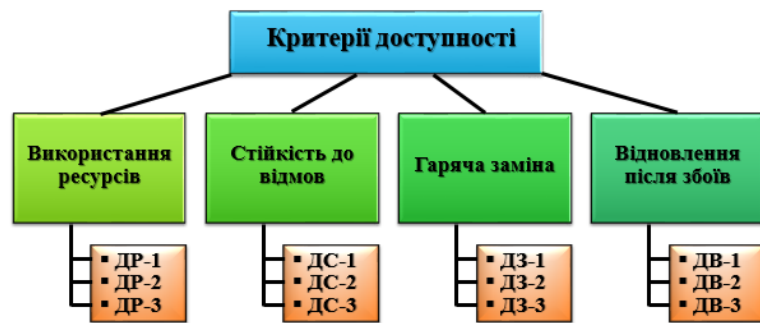 Критерії доступності
Використання
ресурсів
Стійкість до
відмов
Гаряча заміна
Відновлення
після збоїв
▪ ДР-1
▪ ДР-2
▪ ДР-3
▪ ДС-1
▪ ДС-2
▪ ДС-3
▪ ДЗ-1
▪ ДЗ-2
▪ ДЗ-3
▪ ДВ-1
▪ ДВ-2
▪ ДВ-3